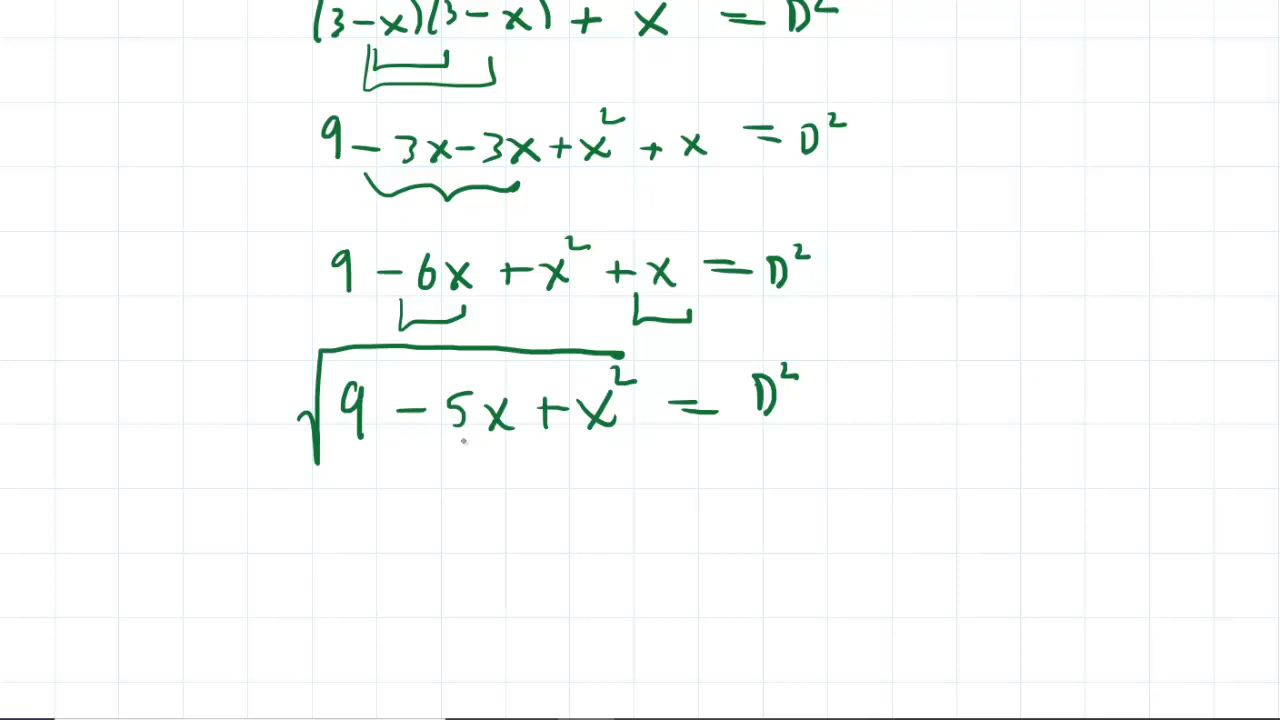 (3-x)(3-x) + x = D²
9 - 3x - 3x + x² + x = D²
9 - 6x + x² + x = D²
√(9 - 5x + x²) = D²